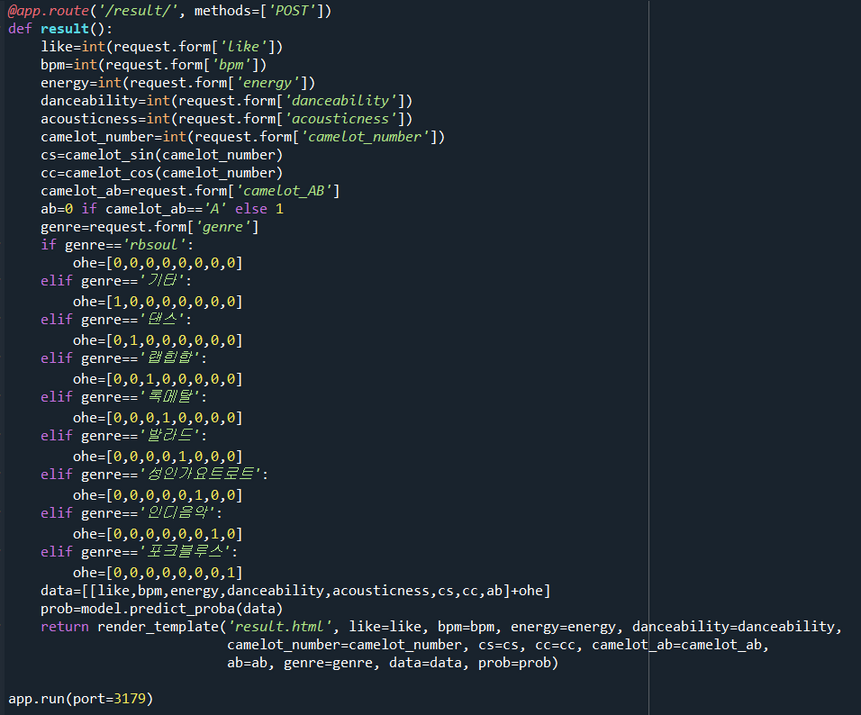 @app.route('/result/', methods=['POST'])
def result():
    like=int(request.form['like'])
    bpm=int(request.form['bpm'])
    energy=int(request.form['energy'])
    danceability=int(request.form['danceability'])
    acousticness=int(request.form['acousticness'])
    camelot_number=int(request.form['camelot_number'])
    cs=camelot_sin(camelot_number)
    cc=camelot_cos(camelot_number)
    camelot_ab=request.form['camelot_AB']
    ab=0 if camelot_ab=='A' else 1
    genre=request.form['genre']
    if genre=='rbsoul':
        ohe=[0,0,0,0,0,0,0,0]
    elif genre=='기타':
        ohe=[1,0,0,0,0,0,0,0]
    elif genre=='댄스':
        ohe=[0,1,0,0,0,0,0,0]
    elif genre=='랩힙합':
        ohe=[0,0,1,0,0,0,0,0]
    elif genre=='록메탈':
        ohe=[0,0,0,1,0,0,0,0]
    elif genre=='발라드':
        ohe=[0,0,0,0,1,0,0,0]
    elif genre=='성인가요트로트':
        ohe=[0,0,0,0,0,1,0,0]
    elif genre=='인디음악':
        ohe=[0,0,0,0,0,0,1,0]
    elif genre=='포크블루스':
        ohe=[0,0,0,0,0,0,0,1]
    data=[[like,bpm,energy,danceability,acousticness,cs,cc,ab]+ohe]
    prob=model.predict_proba(data)
    return render_template('result.html', like=like, bpm=bpm, energy=energy, danceability=danceability,
                           camelot_number=camelot_number, cs=cs, cc=cc, camelot_ab=camelot_ab,
                           ab=ab, genre=genre, data=data, prob=prob)
app.run(port=3179)